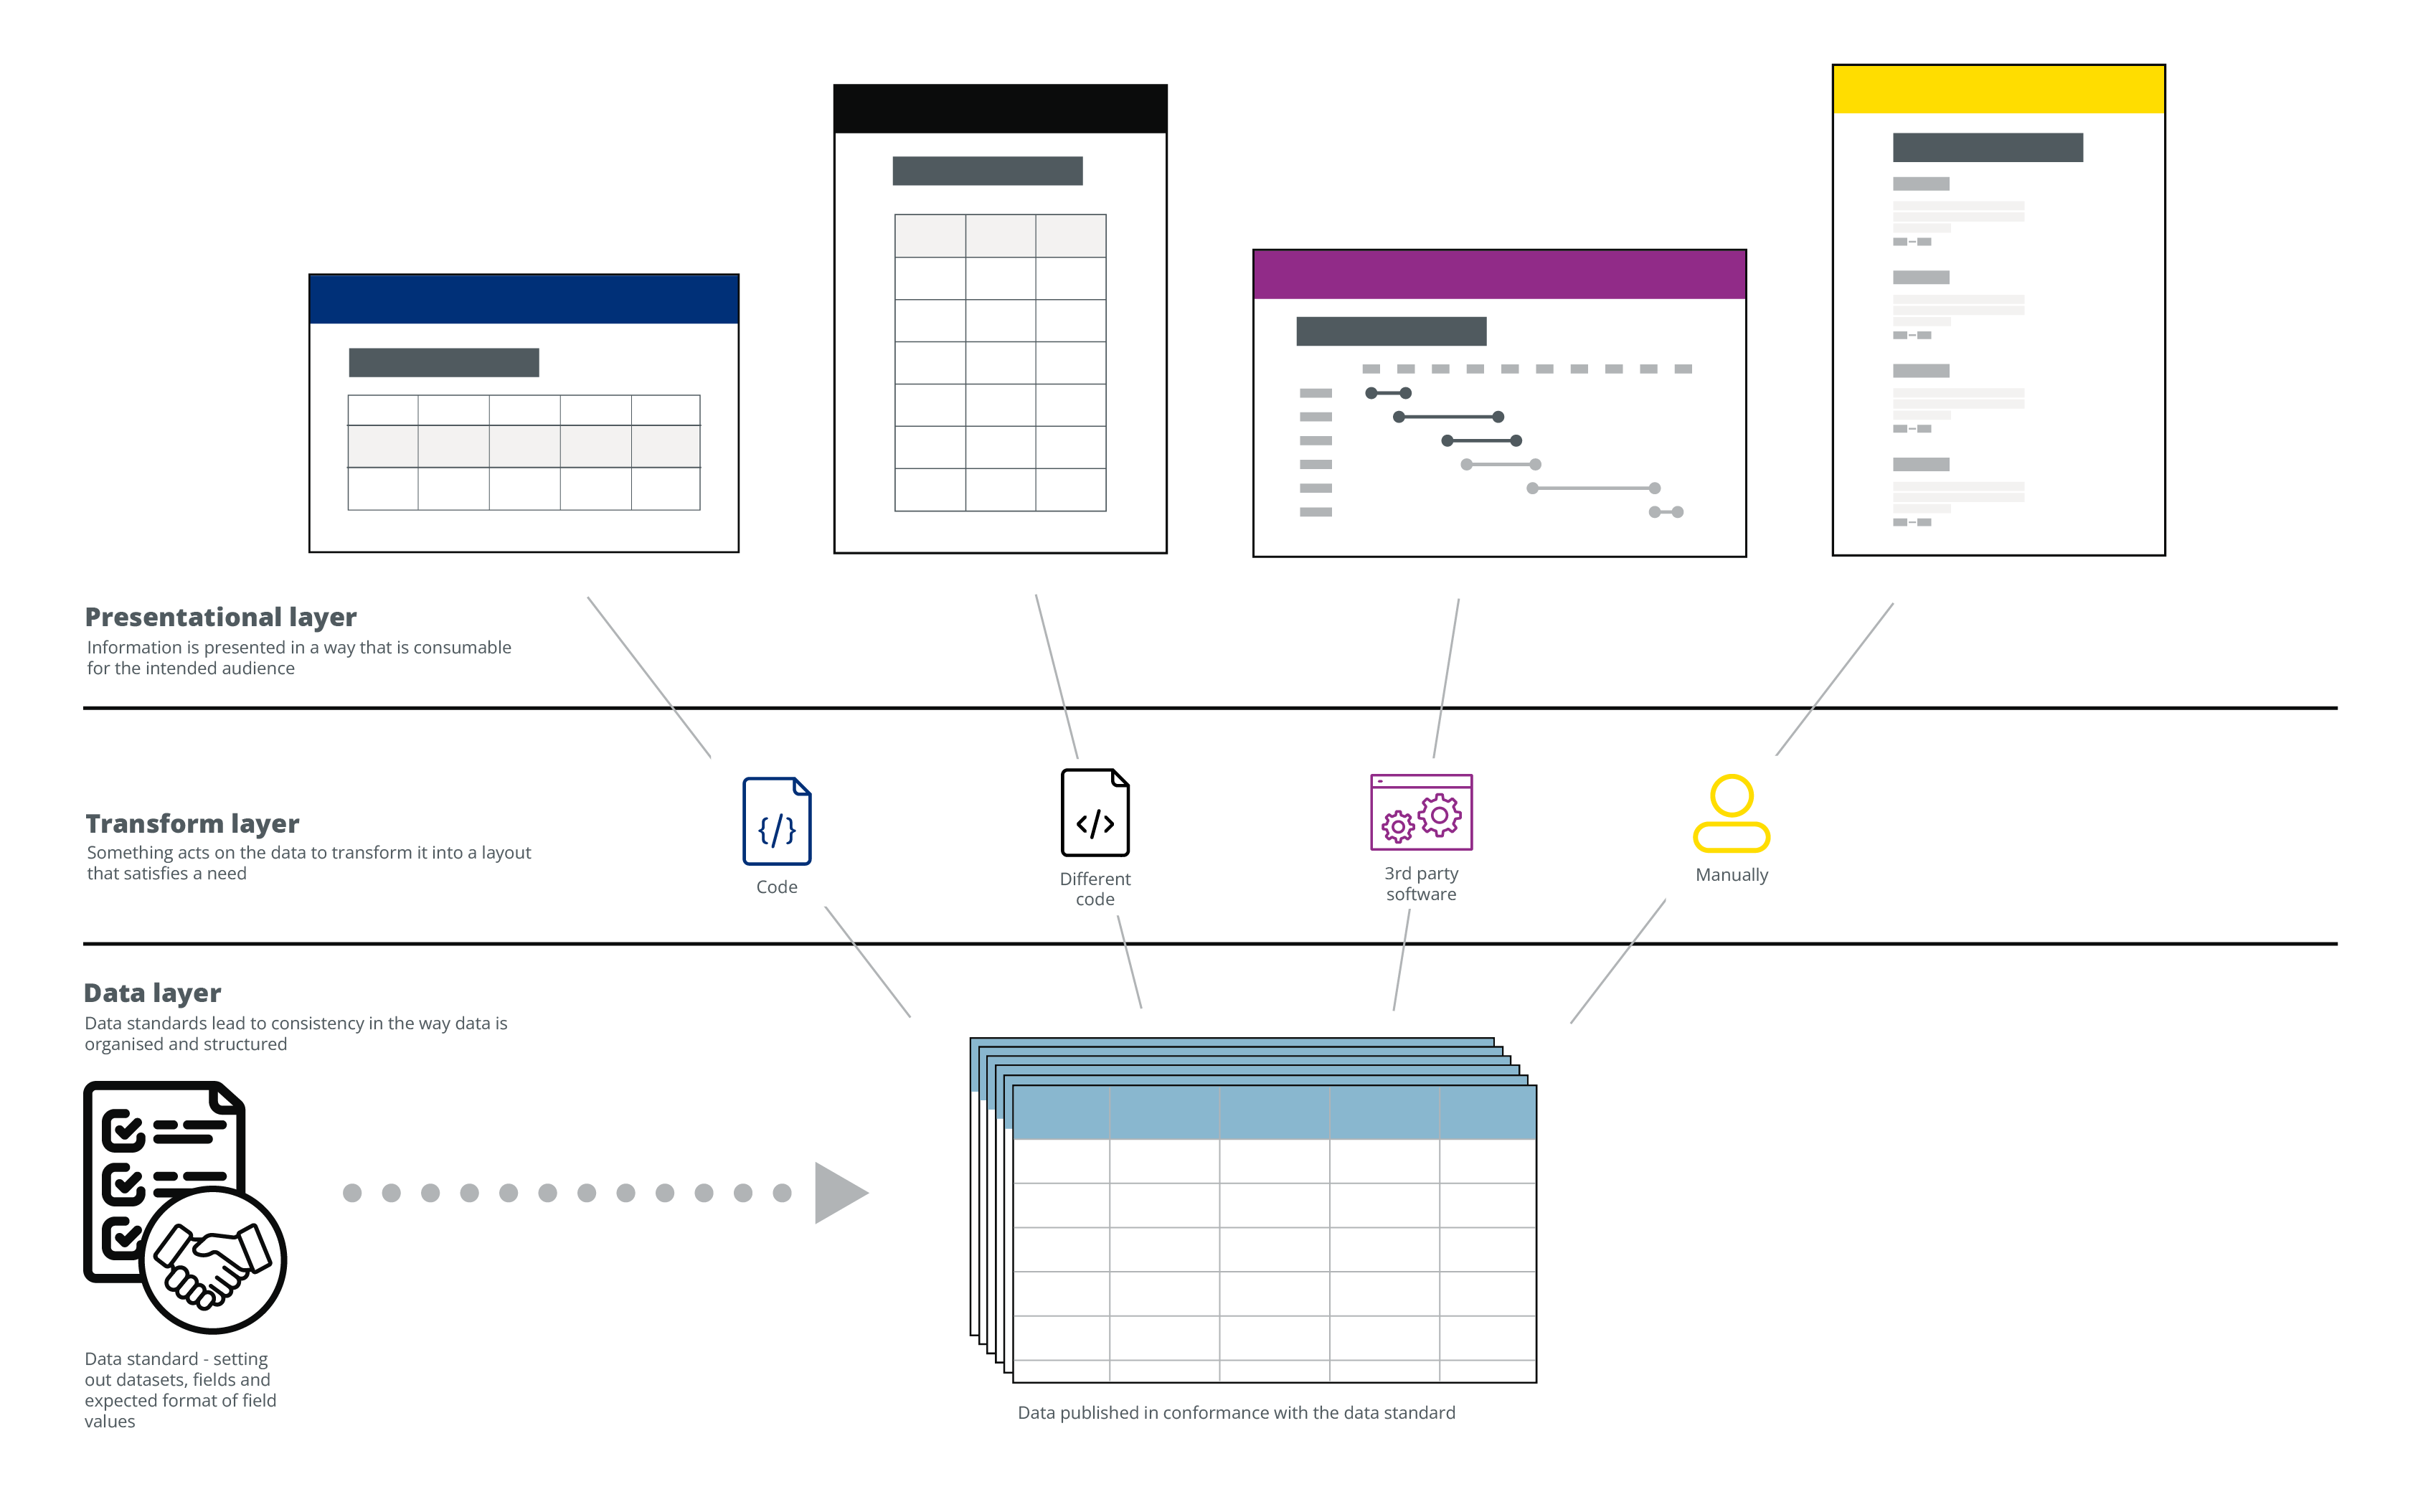 Presentational layer
Information is presented in a way that is consumable
for the intended audience
Transform layer
Something acts on the data to transform it into a layout
that satisfies a need
{/}
Code
</>
Different
code
3rd party
software
Manually
Data layer
Data standards lead to consistency in the way data is
organised and structured
Data standard - setting
out datasets, fields and
expected format of field
values
Data published in conformance with the data standard